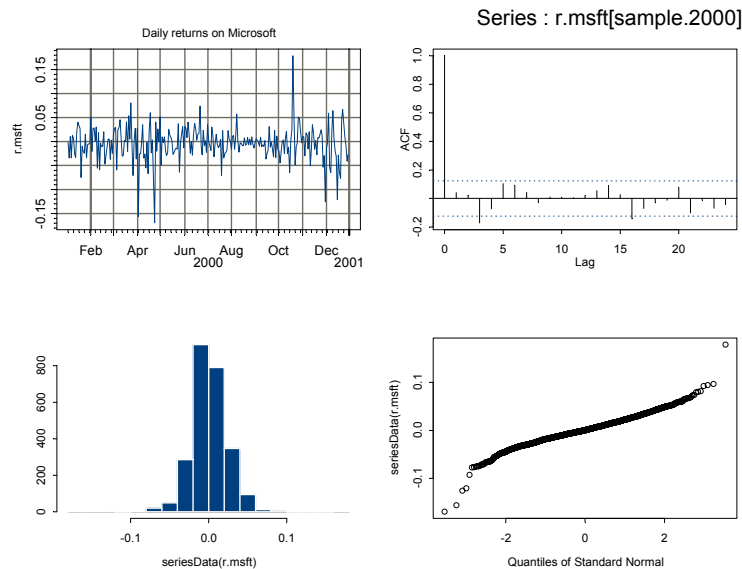 Series : r.msft[sample.2000]
Daily returns on Microsoft
r.msft
0.15
0.05
-0.15
Feb Apr Jun Aug Oct Dec
2000 2001
ACF
1.0
0.8
0.6
0.4
0.2
-0.2
0 5 10 15 20
Lag
800
600
400
200
0
-0.1 0.0 0.1
seriesData(r.msft)
seriesData(r.msft)
0.1
0.0
-0.1
-2 0 2
Quantiles of Standard Normal